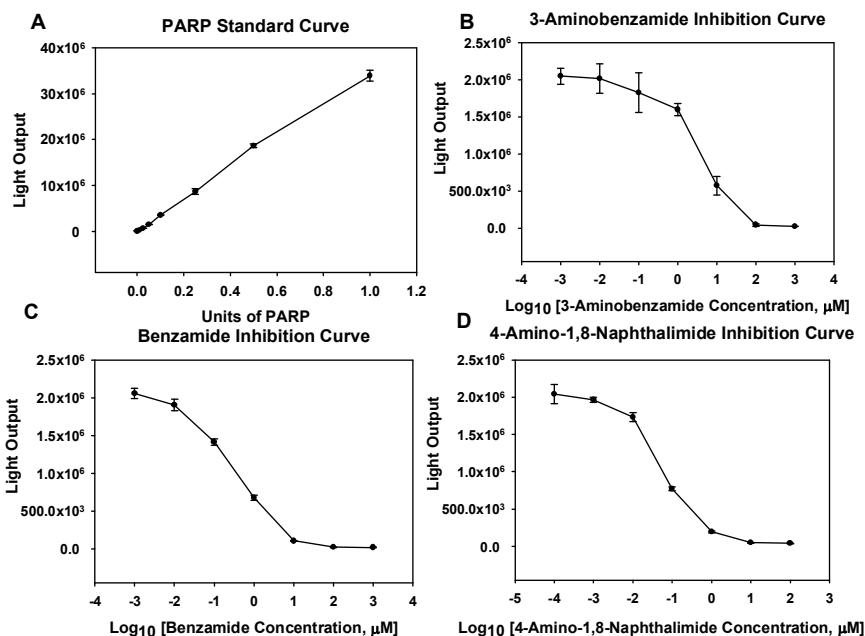 A
PARP Standard Curve
40x10⁶
30x10⁶
20x10⁶
10x10⁶
0
Light Output
0.0 0.2 0.4 0.6 0.8 1.0 1.2
Units of PARP
B
3-Aminobenzamide Inhibition Curve
2.5x10⁶
2.0x10⁶
1.5x10⁶
1.0x10⁶
500.0x10³
0.0
Light Output
-4 -3 -2 -1 0 1 2 3 4
Log10 [3-Aminobenzamide Concentration, µM]
C
Benzamide Inhibition Curve
2.5x10⁶
2.0x10⁶
1.5x10⁶
1.0x10⁶
500.0x10³
0.0
Light Output
-4 -3 -2 -1 0 1 2 3 4
Log10 [Benzamide Concentration, µM]
D
4-Amino-1,8-Naphthalimide Inhibition Curve
2.5x10⁶
2.0x10⁶
1.5x10⁶
1.0x10⁶
500.0x10³
0.0
Light Output
-5 -4 -3 -2 -1 0 1 2 3
Log10 [4-Amino-1,8-Naphthalimide Concentration, µM]